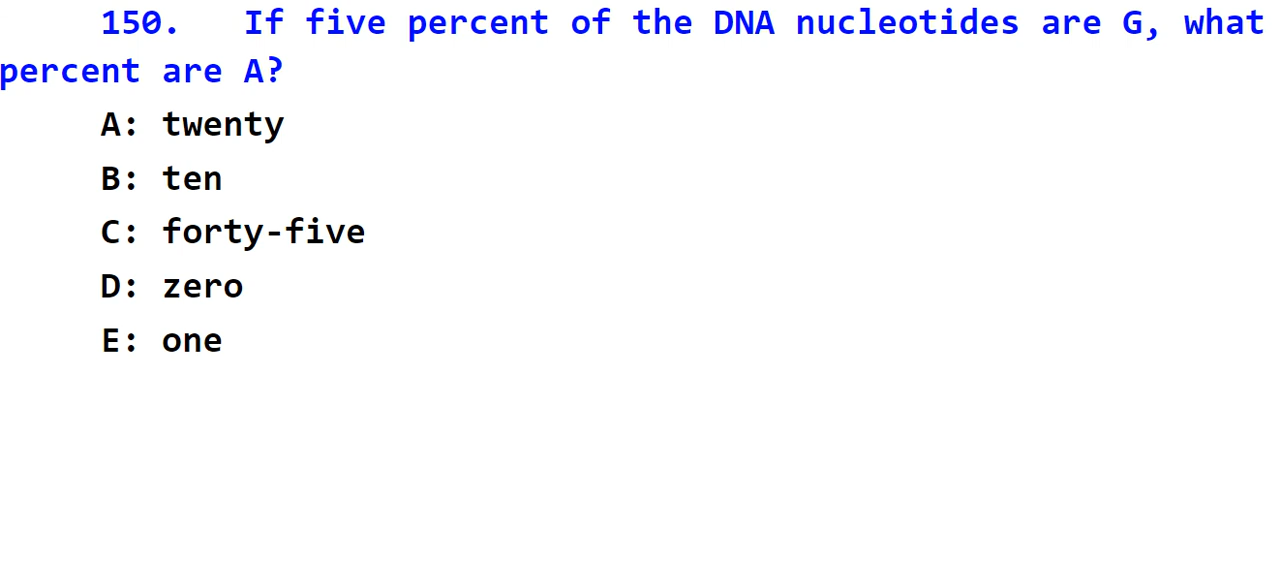 150.   If five percent of the DNA nucleotides are G, what
percent are A?
A: twenty
B: ten
C: forty-five
D: zero
E: one